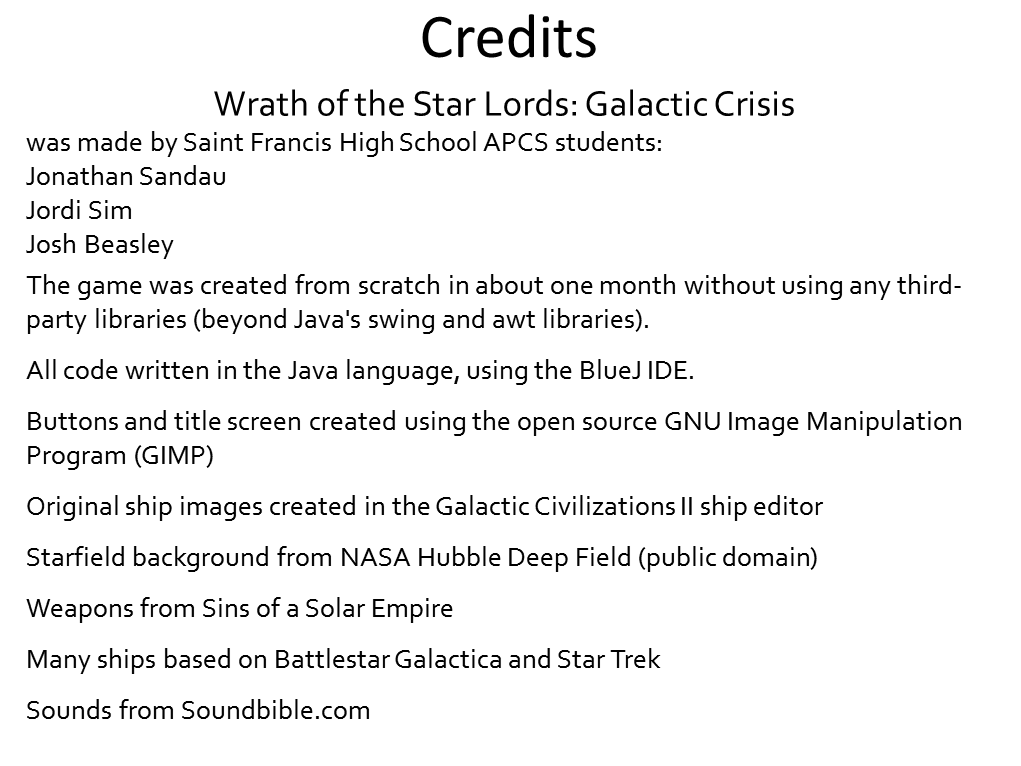 Credits
Wrath of the Star Lords: Galactic Crisis
was made by Saint Francis High School APCS students:
Jonathan Sandau
Jordi Sim
Josh Beasley
The game was created from scratch in about one month without using any third-
party libraries (beyond Java's swing and awt libraries).
All code written in the Java language, using the BlueJ IDE.
Buttons and title screen created using the open source GNU Image Manipulation
Program (GIMP)
Original ship images created in the Galactic Civilizations II ship editor
Starfield background from NASA Hubble Deep Field (public domain)
Weapons from Sins of a Solar Empire
Many ships based on Battlestar Galactica and Star Trek
Sounds from Soundbible.com